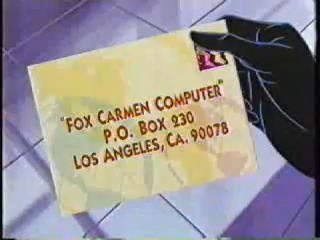 "FOX CARMEN COMPUTER"
P.O. BOX 230
LOS ANGELES, CA. 90078